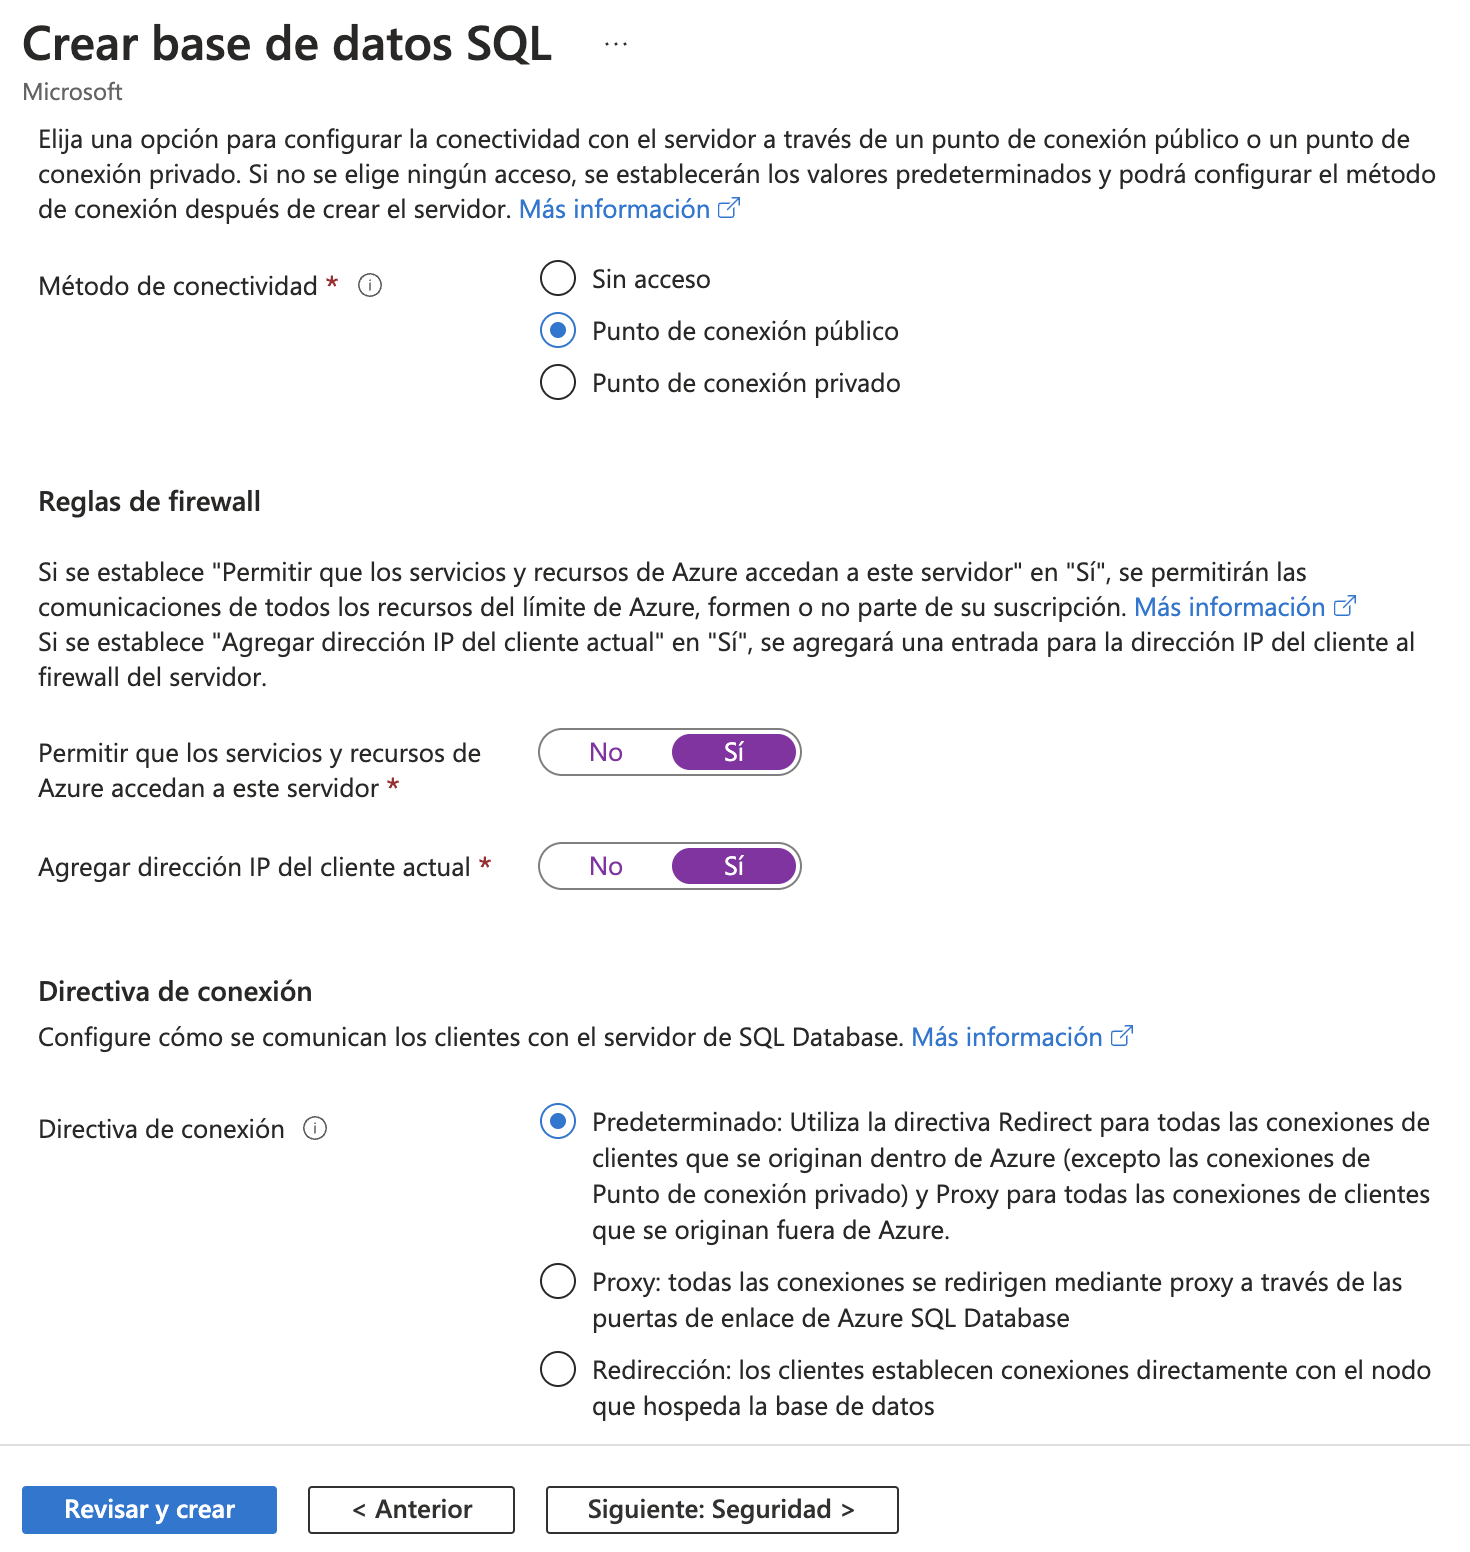 Crear base de datos SQL ...
Microsoft
Elija una opción para configurar la conectividad con el servidor a través de un punto de conexión público o un punto de
conexión privado. Si no se elige ningún acceso, se establecerán los valores predeterminados y podrá configurar el método
de conexión después de crear el servidor. Más información
Método de conectividad *
Sin acceso
Punto de conexión público
Punto de conexión privado
Reglas de firewall
Si se establece "Permitir que los servicios y recursos de Azure accedan a este servidor" en "Sí", se permitirán las
comunicaciones de todos los recursos del límite de Azure, formen o no parte de su suscripción. Más información
Si se establece "Agregar dirección IP del cliente actual" en "Sí", se agregará una entrada para la dirección IP del cliente al
firewall del servidor.
Permitir que los servicios y recursos de
Azure accedan a este servidor *
No Sí
Agregar dirección IP del cliente actual *
No Sí
Directiva de conexión
Configure cómo se comunican los clientes con el servidor de SQL Database. Más información
Directiva de conexión
Predeterminado: Utiliza la directiva Redirect para todas las conexiones de
clientes que se originan dentro de Azure (excepto las conexiones de
Punto de conexión privado) y Proxy para todas las conexiones de clientes
que se originan fuera de Azure.
Proxy: todas las conexiones se redirigen mediante proxy a través de las
puertas de enlace de Azure SQL Database
Redirección: los clientes establecen conexiones directamente con el nodo
que hospeda la base de datos
Revisar y crear
< Anterior
Siguiente: Seguridad >